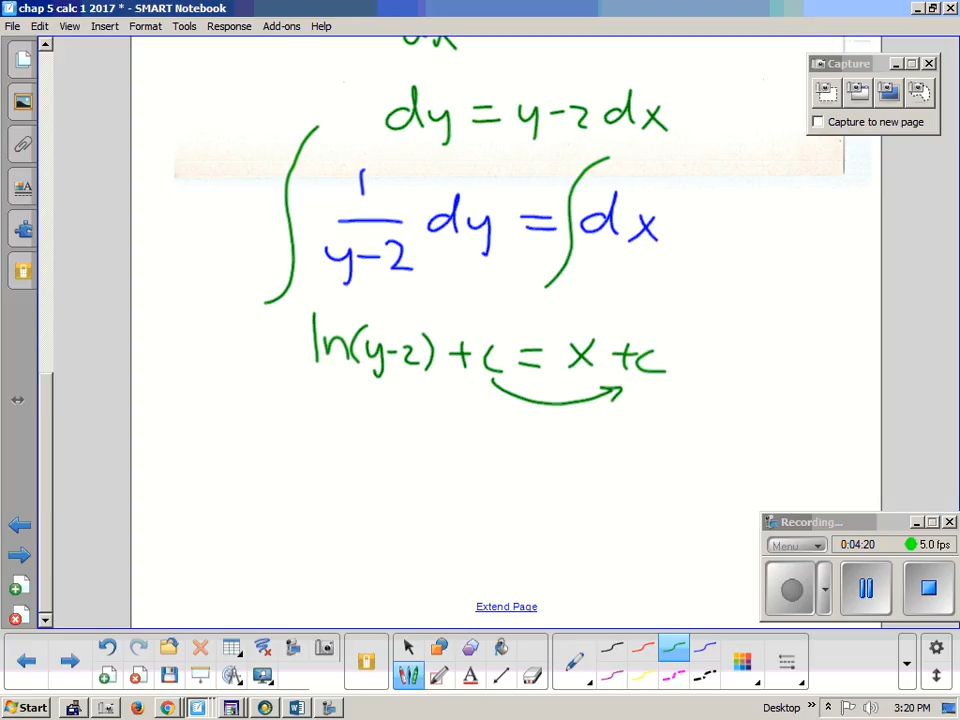 chap 5 calc 1 2017 * - SMART Notebook
File Edit View Insert Format Tools Response Add-ons Help
Capture
Capture to new page
dx
dy = y-2 dx
∫ 1/(y-2) dy = ∫ dx
ln(y-2) + c = x + c
Recording...
Menu 0:04:20 5.0 fps
Extend Page
A
Start Desktop » 3:20 PM